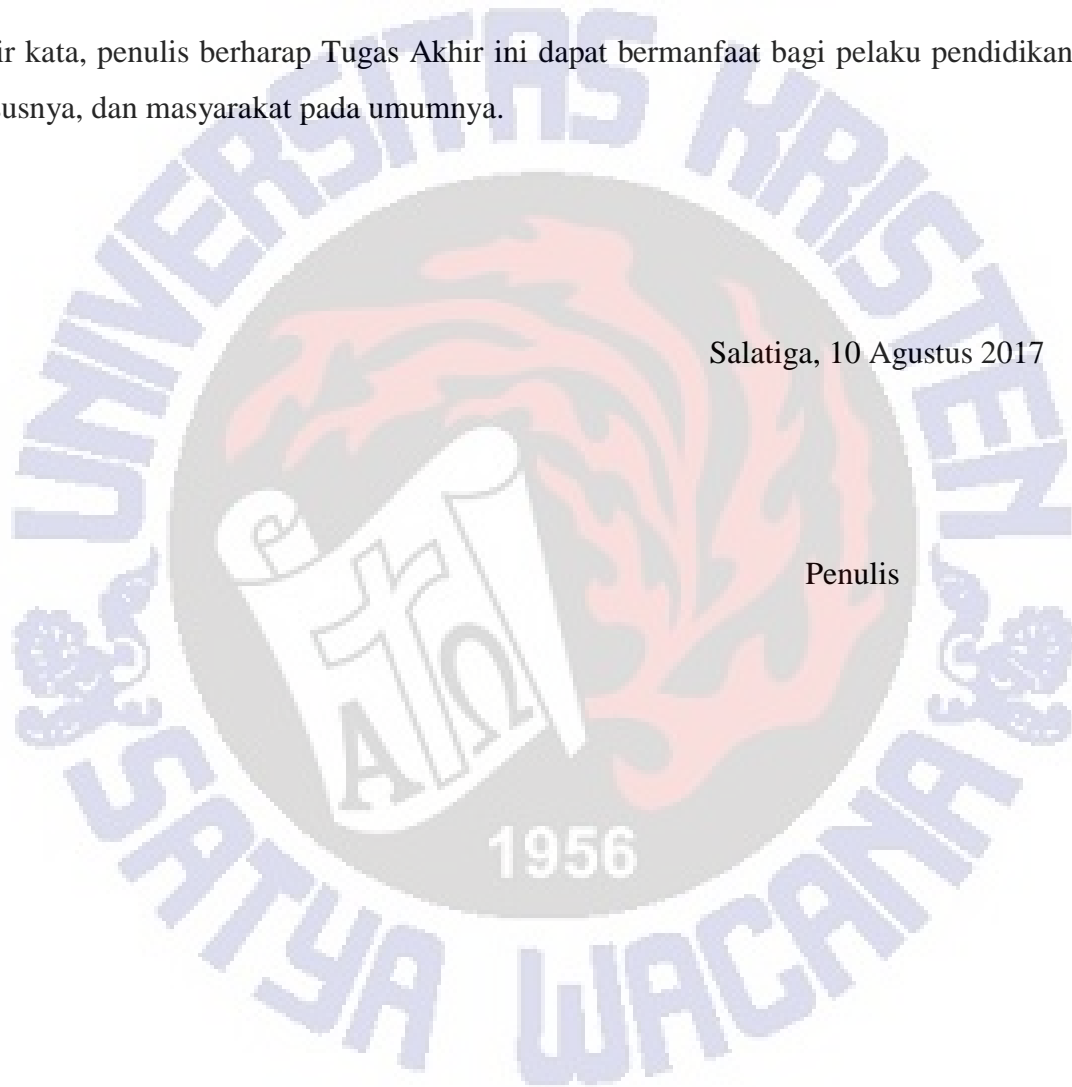 ir kata, penulis berharap Tugas Akhir ini dapat bermanfaat bagi pelaku pendidikan
usnya, dan masyarakat pada umumnya.
Salatiga, 10 Agustus 2017
Penulis
UNIVERSITAS KRISTEN
SATYA WACANA
Α Ω
1956